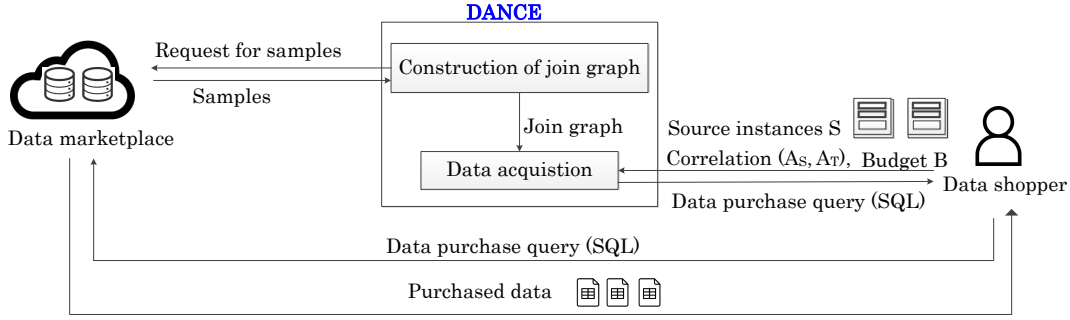 DANCE
Request for samples
Construction of join graph
Samples
Data marketplace
Join graph
Source instances S
Data acquistion
Correlation (AS, AT), Budget B
Data shopper
Data purchase query (SQL)
Data purchase query (SQL)
Purchased data